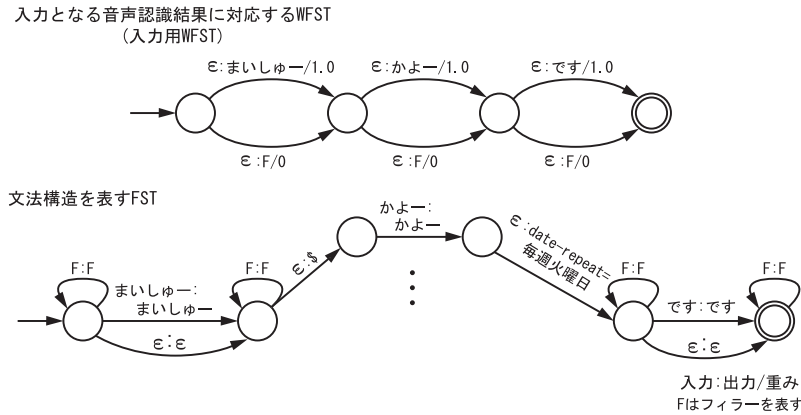 入力となる音声認識結果に対応するWFST
(入力用WFST)
ε:まいしゅー/1.0
ε:かよー/1.0
ε:です/1.0
ε:F/0
ε:F/0
ε:F/0
文法構造を表すFST
F:F
まいしゅー:
まいしゅー
ε:ε
F:F
ε:$
かよー:
かよー
ε:date-repeat=
毎週火曜日
F:F
です:です
ε:ε
F:F
入力:出力/重み
Fはフィラーを表す